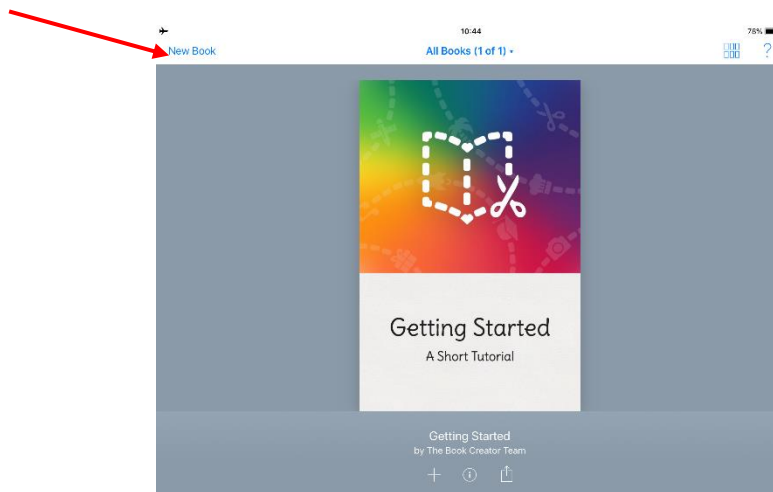 10:44
76%
New Book
All Books (1 of 1)
?
Getting Started
A Short Tutorial
Getting Started
by The Book Creator Team